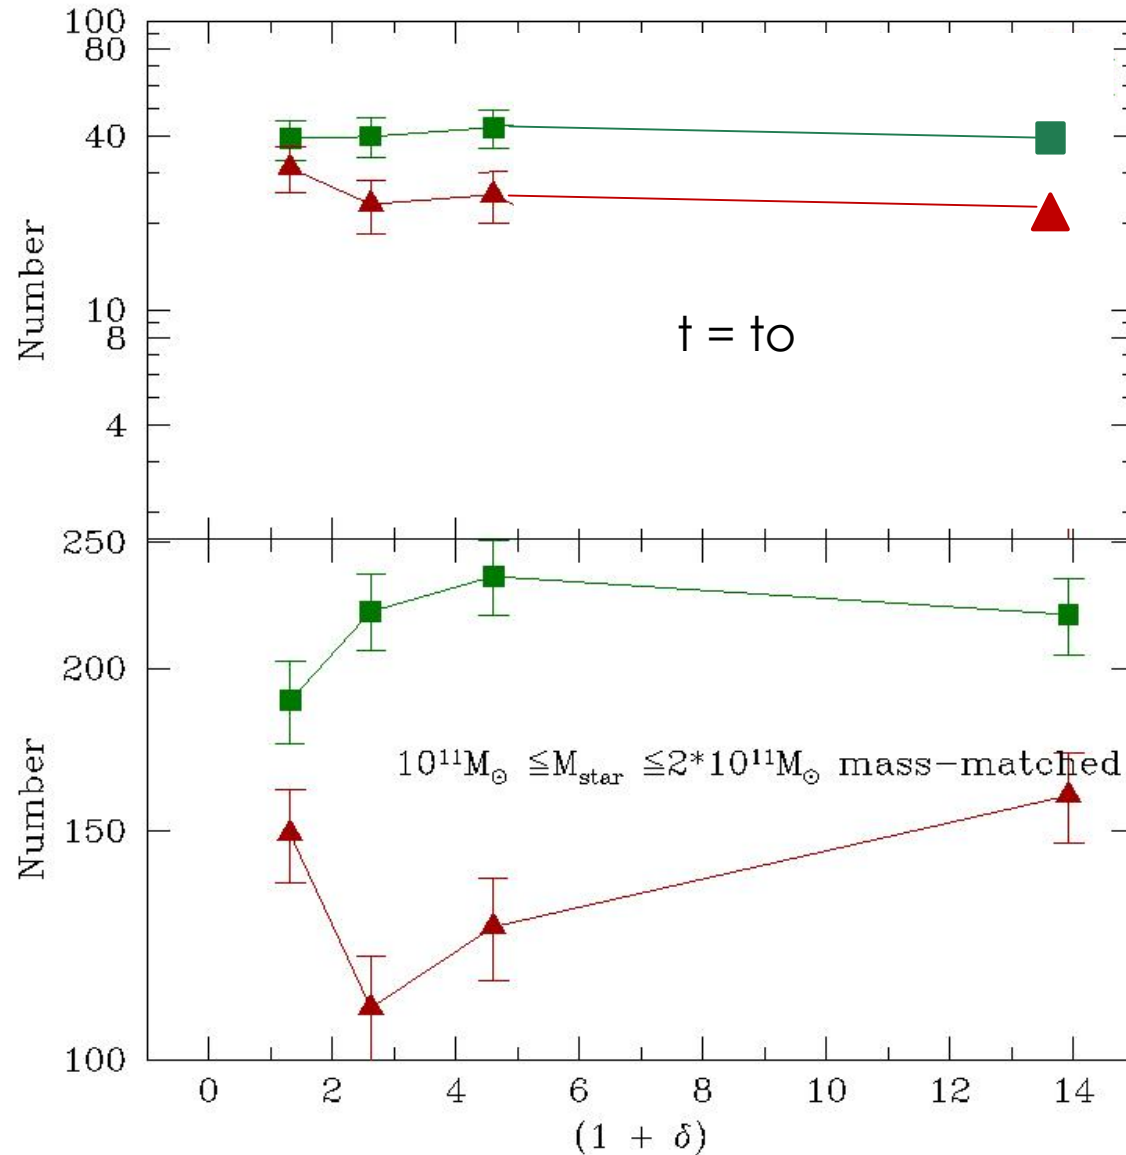 100
80
40
10
8
4
Number
t = to
250
200
150
100
Number
10¹¹M⊙ ≦M_star ≦2*10¹¹M⊙ mass-matched
0 2 4 6 8 10 12 14
(1 + δ)